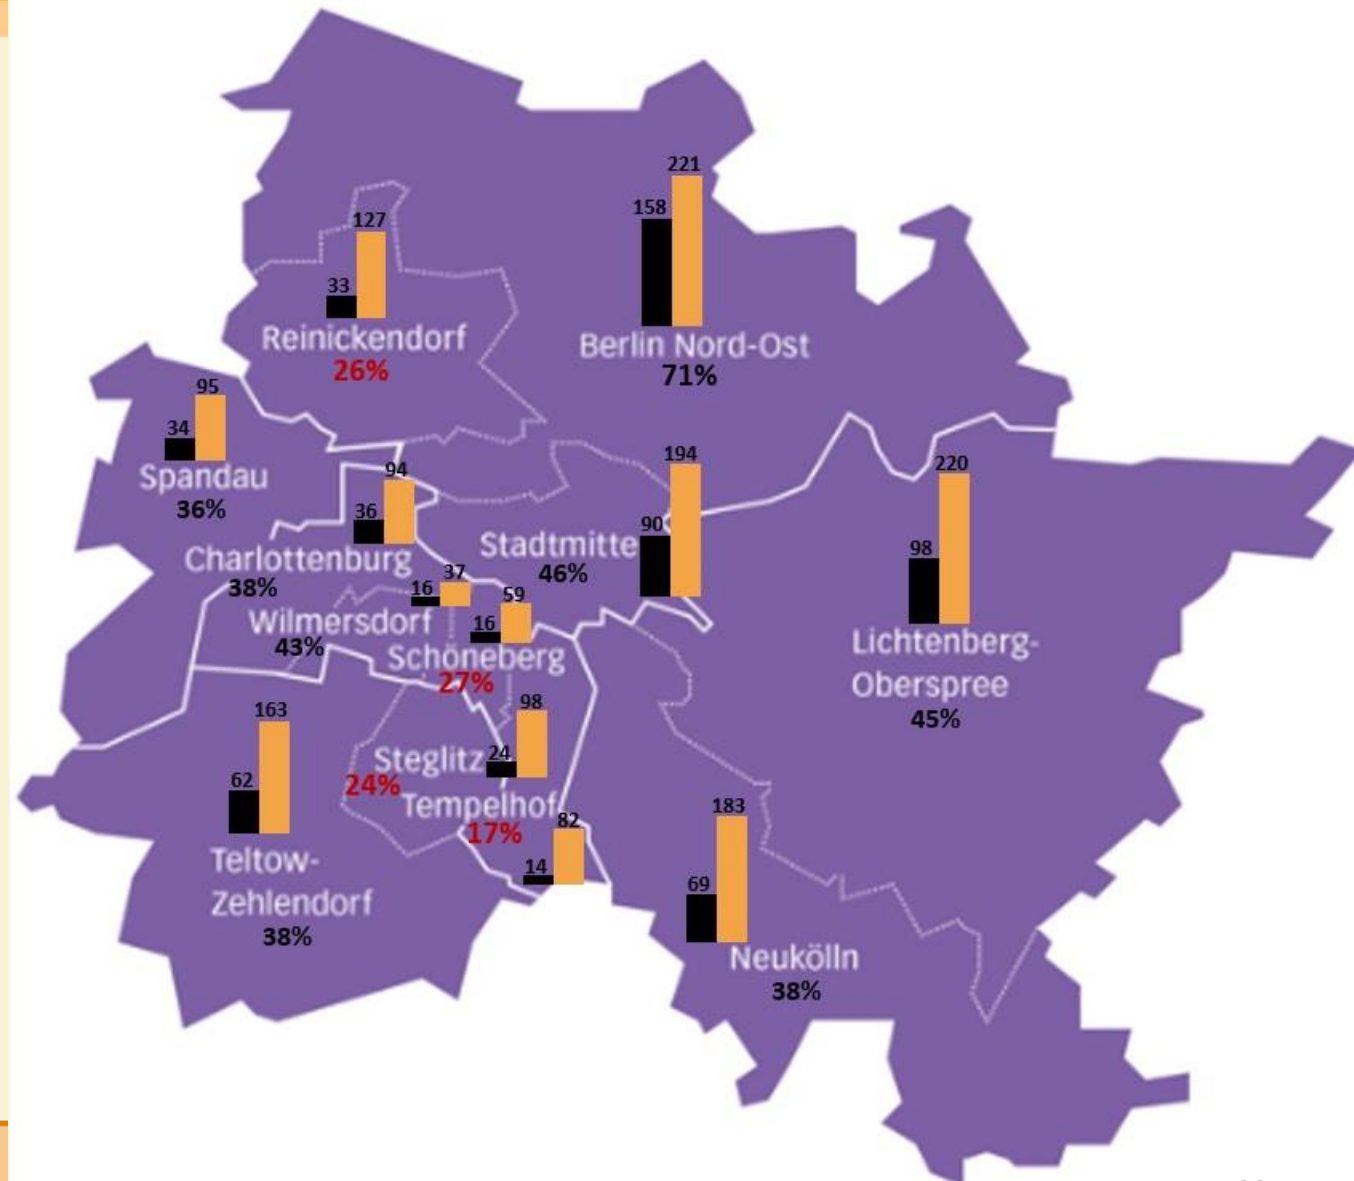 221
158
127
33
Reinickendorf
26%
Berlin Nord-Ost
71%
95
34
Spandau
36%
94
36
Charlottenburg
38%
194
90
Stadtmitte
46%
220
98
Lichtenberg-
Oberspree
45%
37
16
Wilmersdorf
43%
59
16
Schöneberg
27%
163
62
Teltow-
Zehlendorf
38%
98
24
Steglitz
24%
Tempelhof
17%
82
14
183
69
Neukölln
38%